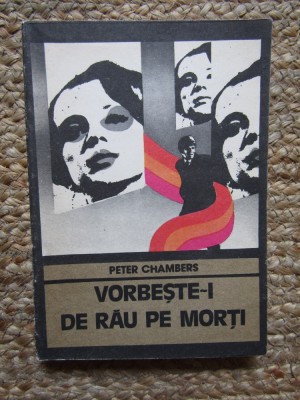 PETER CHAMBERS
VORBEȘTE-I
DE RĂU PE MORȚI